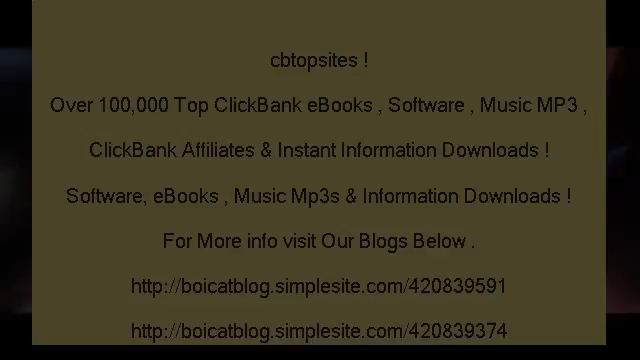 cbtopsites !
Over 100,000 Top ClickBank eBooks , Software , Music MP3 ,
ClickBank Affiliates & Instant Information Downloads !
Software, eBooks , Music Mp3s & Information Downloads !
For More info visit Our Blogs Below .
http://boicatblog.simplesite.com/420839591
http://boicatblog.simplesite.com/420839374